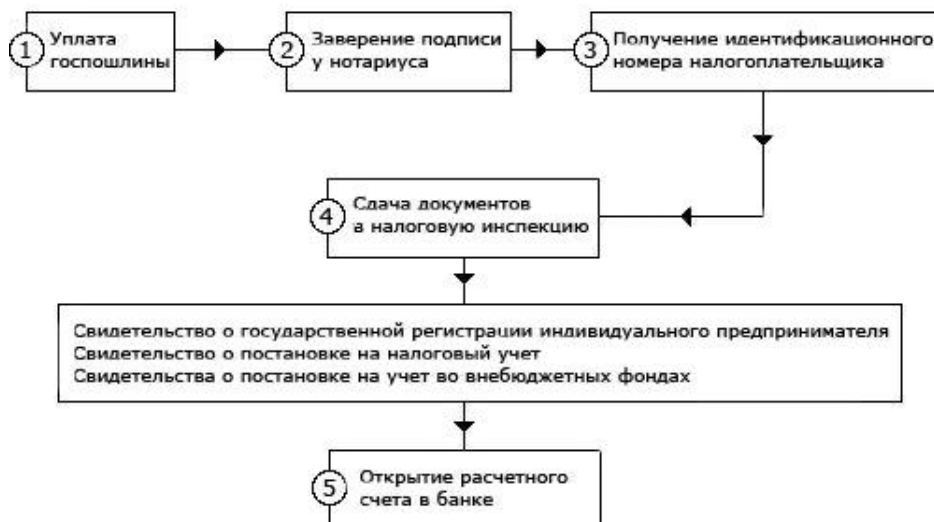 1 Уплата
госпошлины
2 Заверение подписи
у нотариуса
3 Получение идентификационного
номера налогоплательщика
4 Сдача документов
в налоговую инспекцию
Свидетельство о государственной регистрации индивидуального предпринимателя
Свидетельство о постановке на налоговый учет
Свидетельства о постановке на учет во внебюджетных фондах
5 Открытие расчетного
счета в банке